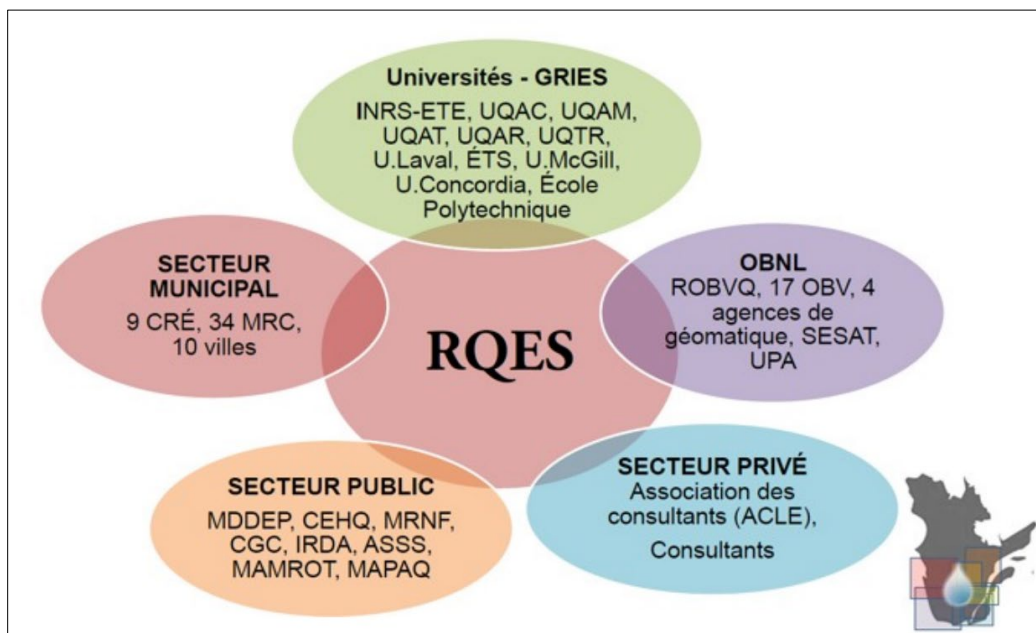 Universités - GRIES
INRS-ETE, UQAC, UQAM,
UQAT, UQAR, UQTR,
U.Laval, ÉTS, U.McGill,
U.Concordia, École
Polytechnique
SECTEUR
MUNICIPAL
9 CRÉ, 34 MRC,
10 villes
OBNL
ROBVQ, 17 OBV, 4
agences de
géomatique, SESAT,
UPA
RQES
SECTEUR PUBLIC
MDDEP, CEHQ, MRNF,
CGC, IRDA, ASSS,
MAMROT, MAPAQ
SECTEUR PRIVÉ
Association des
consultants (ACLE),
Consultants